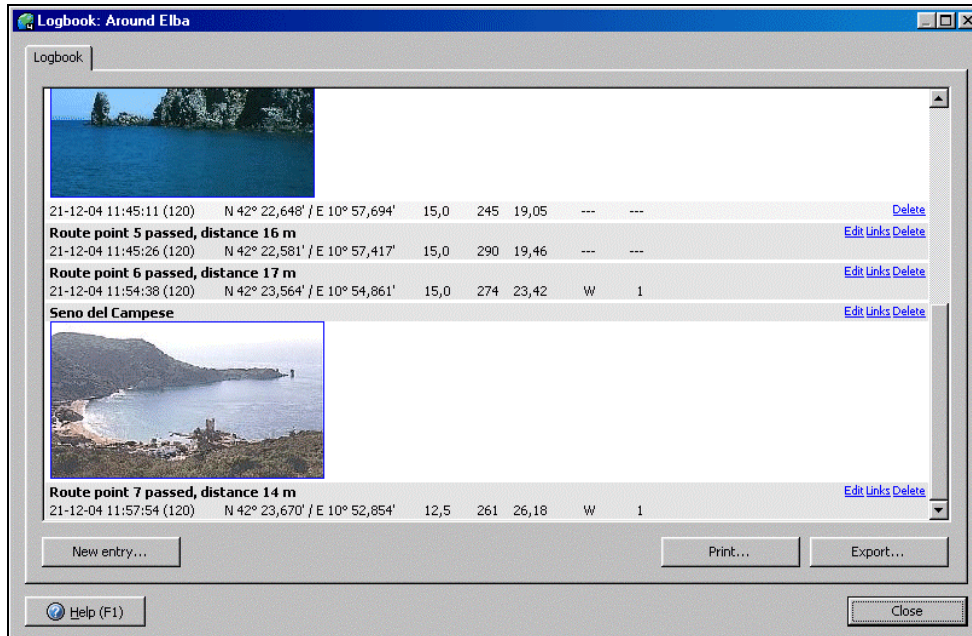 Logbook: Around Elba
Logbook
21-12-04 11:45:11 (120) N 42° 22,648' / E 10° 57,694' 15,0 245 19,05 --- --- Delete
Route point 5 passed, distance 16 m Edit Links Delete
21-12-04 11:45:26 (120) N 42° 22,581' / E 10° 57,417' 15,0 290 19,46 --- ---
Route point 6 passed, distance 17 m Edit Links Delete
21-12-04 11:54:38 (120) N 42° 23,564' / E 10° 54,861' 15,0 274 23,42 W 1
Seno del Campese Edit Links Delete
Route point 7 passed, distance 14 m Edit Links Delete
21-12-04 11:57:54 (120) N 42° 23,670' / E 10° 52,854' 12,5 261 26,18 W 1
New entry... Print... Export...
Help (F1) Close